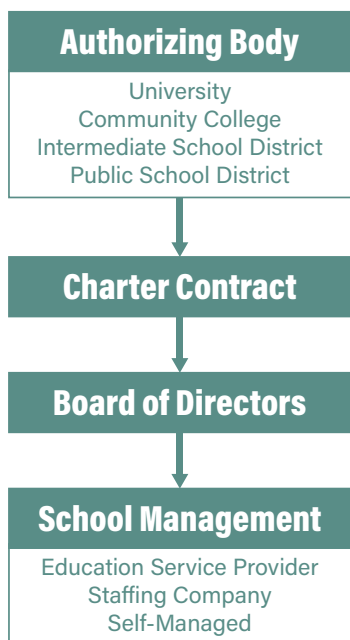 Authorizing Body
University
Community College
Intermediate School District
Public School District
Charter Contract
Board of Directors
School Management
Education Service Provider
Staffing Company
Self-Managed